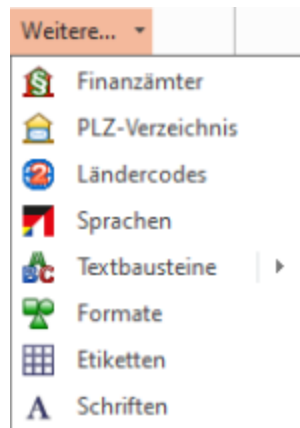 Weitere...
Finanzämter
PLZ-Verzeichnis
Ländercodes
Sprachen
Textbausteine
Formate
Etiketten
Schriften